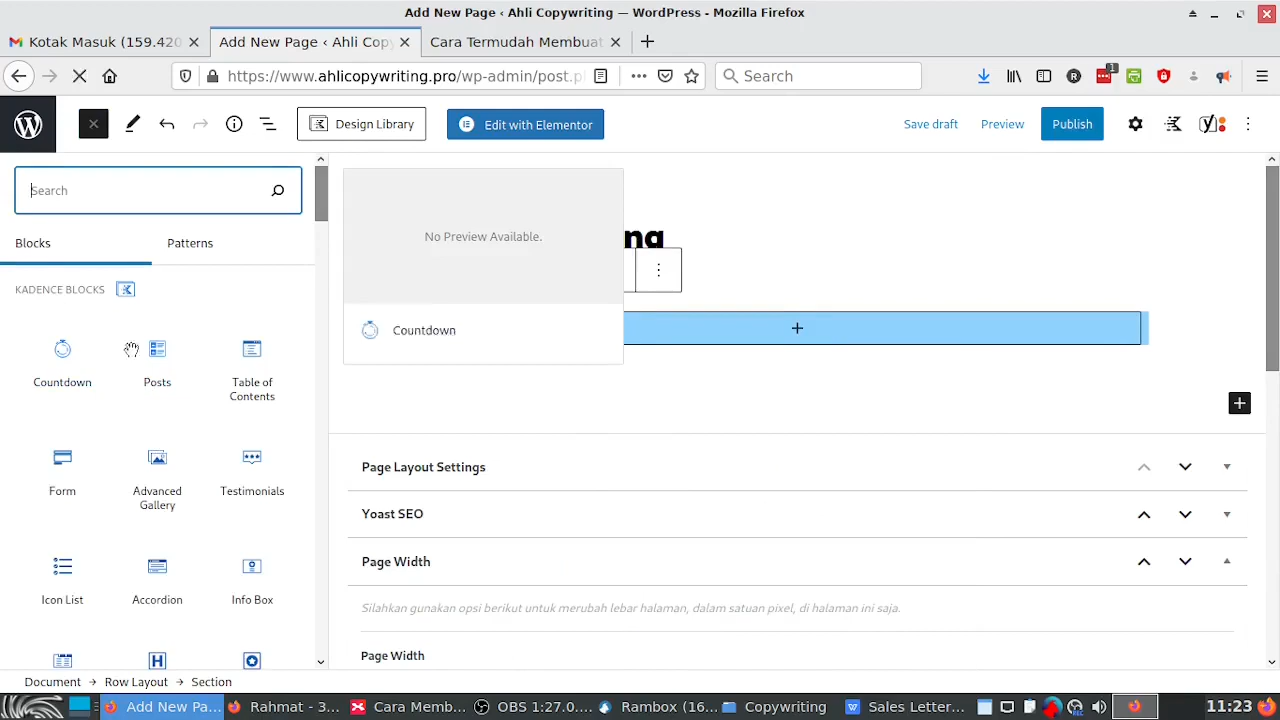 Add New Page ‹ Ahli Copywriting — WordPress - Mozilla Firefox
Kotak Masuk (159.420
Add New Page ‹ Ahli Copy
Cara Termudah Membuat
https://www.ahlicopywriting.pro/wp-admin/post.p
Search
1
Design Library
Edit with Elementor
Save draft
Preview
Publish
Search
Blocks
Patterns
No Preview Available.
ng
Countdown
KADENCE BLOCKS
Countdown
Posts
Table of Contents
Form
Advanced Gallery
Testimonials
Icon List
Accordion
Info Box
Page Layout Settings
Yoast SEO
Page Width
Silahkan gunakan opsi berikut untuk merubah lebar halaman, dalam satuan pixel, di halaman ini saja.
Page Width
Document → Row Layout → Section
Add New Pa...
Rahmat - 3...
Cara Memb...
OBS 1:27.0...
Rambox (16...
Copywriting
Sales Letter...
11:23